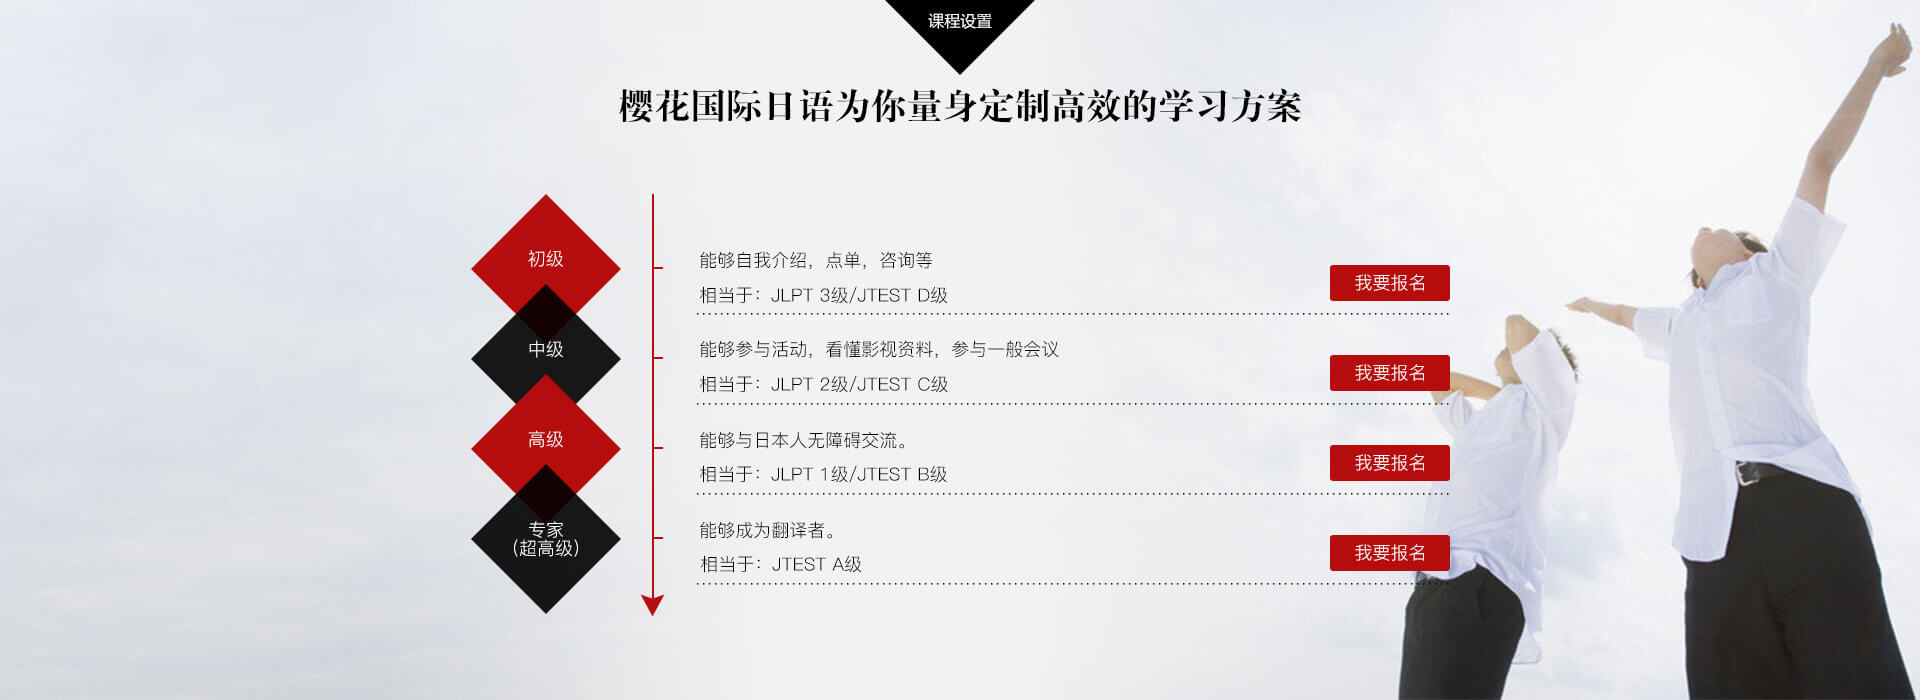 课程设置
樱花国际日语为你量身定制高效的学习方案
初级
能够自我介绍，点单，咨询等
相当于：JLPT 3级/JTEST D级
我要报名
中级
能够参与活动，看懂影视资料，参与一般会议
相当于：JLPT 2级/JTEST C级
我要报名
高级
能够与日本人无障碍交流。
相当于：JLPT 1级/JTEST B级
我要报名
专家
（超高级）
能够成为翻译者。
相当于：JTEST A级
我要报名